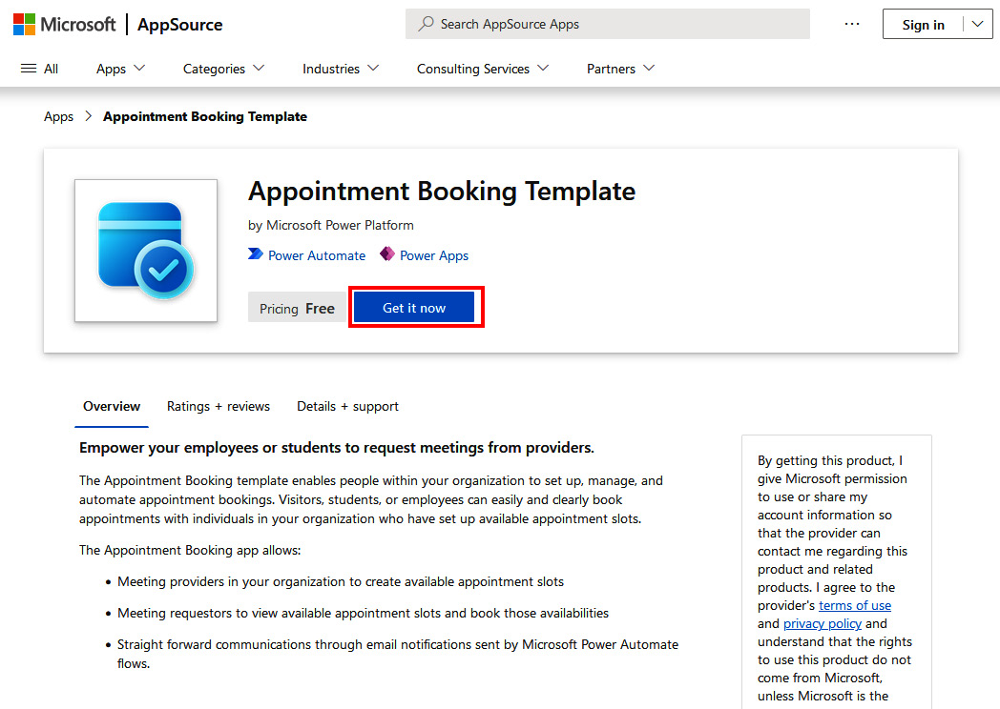 Microsoft AppSource
Search AppSource Apps
...
Sign in
All
Apps
Categories
Industries
Consulting Services
Partners
Apps > Appointment Booking Template
Appointment Booking Template
by Microsoft Power Platform
Power Automate Power Apps
Pricing Free
Get it now
Overview
Ratings + reviews
Details + support
Empower your employees or students to request meetings from providers.
The Appointment Booking template enables people within your organization to set up, manage, and
automate appointment bookings. Visitors, students, or employees can easily and clearly book
appointments with individuals in your organization who have set up available appointment slots.
The Appointment Booking app allows:
• Meeting providers in your organization to create available appointment slots
• Meeting requestors to view available appointment slots and book those availabilities
• Straight forward communications through email notifications sent by Microsoft Power Automate
flows.
By getting this product, I
give Microsoft permission
to use or share my
account information so
that the provider can
contact me regarding this
product and related
products. I agree to the
provider's terms of use
and privacy policy and
understand that the rights
to use this product do not
come from Microsoft,
unless Microsoft is the